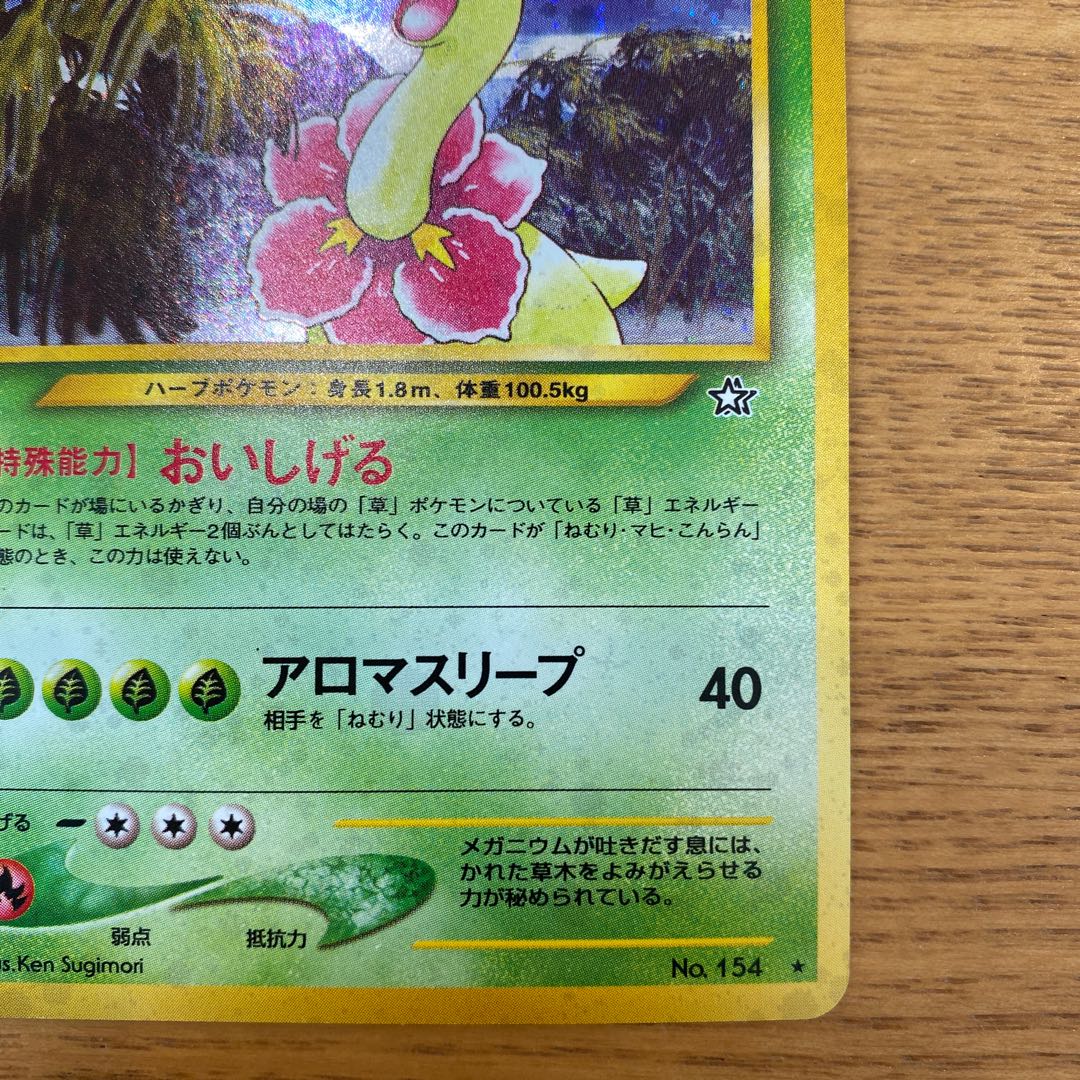 ハーブポケモン：身長1.8m、体重100.5kg
特殊能力】おいしげる
のカードが場にいるかぎり、自分の場の「草」ポケモンについている「草」エネルギー
ードは、「草」エネルギー2個ぶんとしてはたらく。このカードが「ねむり・マヒ・こんらん」
態のとき、この力は使えない。
アロマスリープ 40
相手を「ねむり」状態にする。
げる
メガニウムが吐きだす息には、
かれた草木をよみがえらせる
力が秘められている。
弱点 抵抗力
us.Ken Sugimori
No. 154 ★